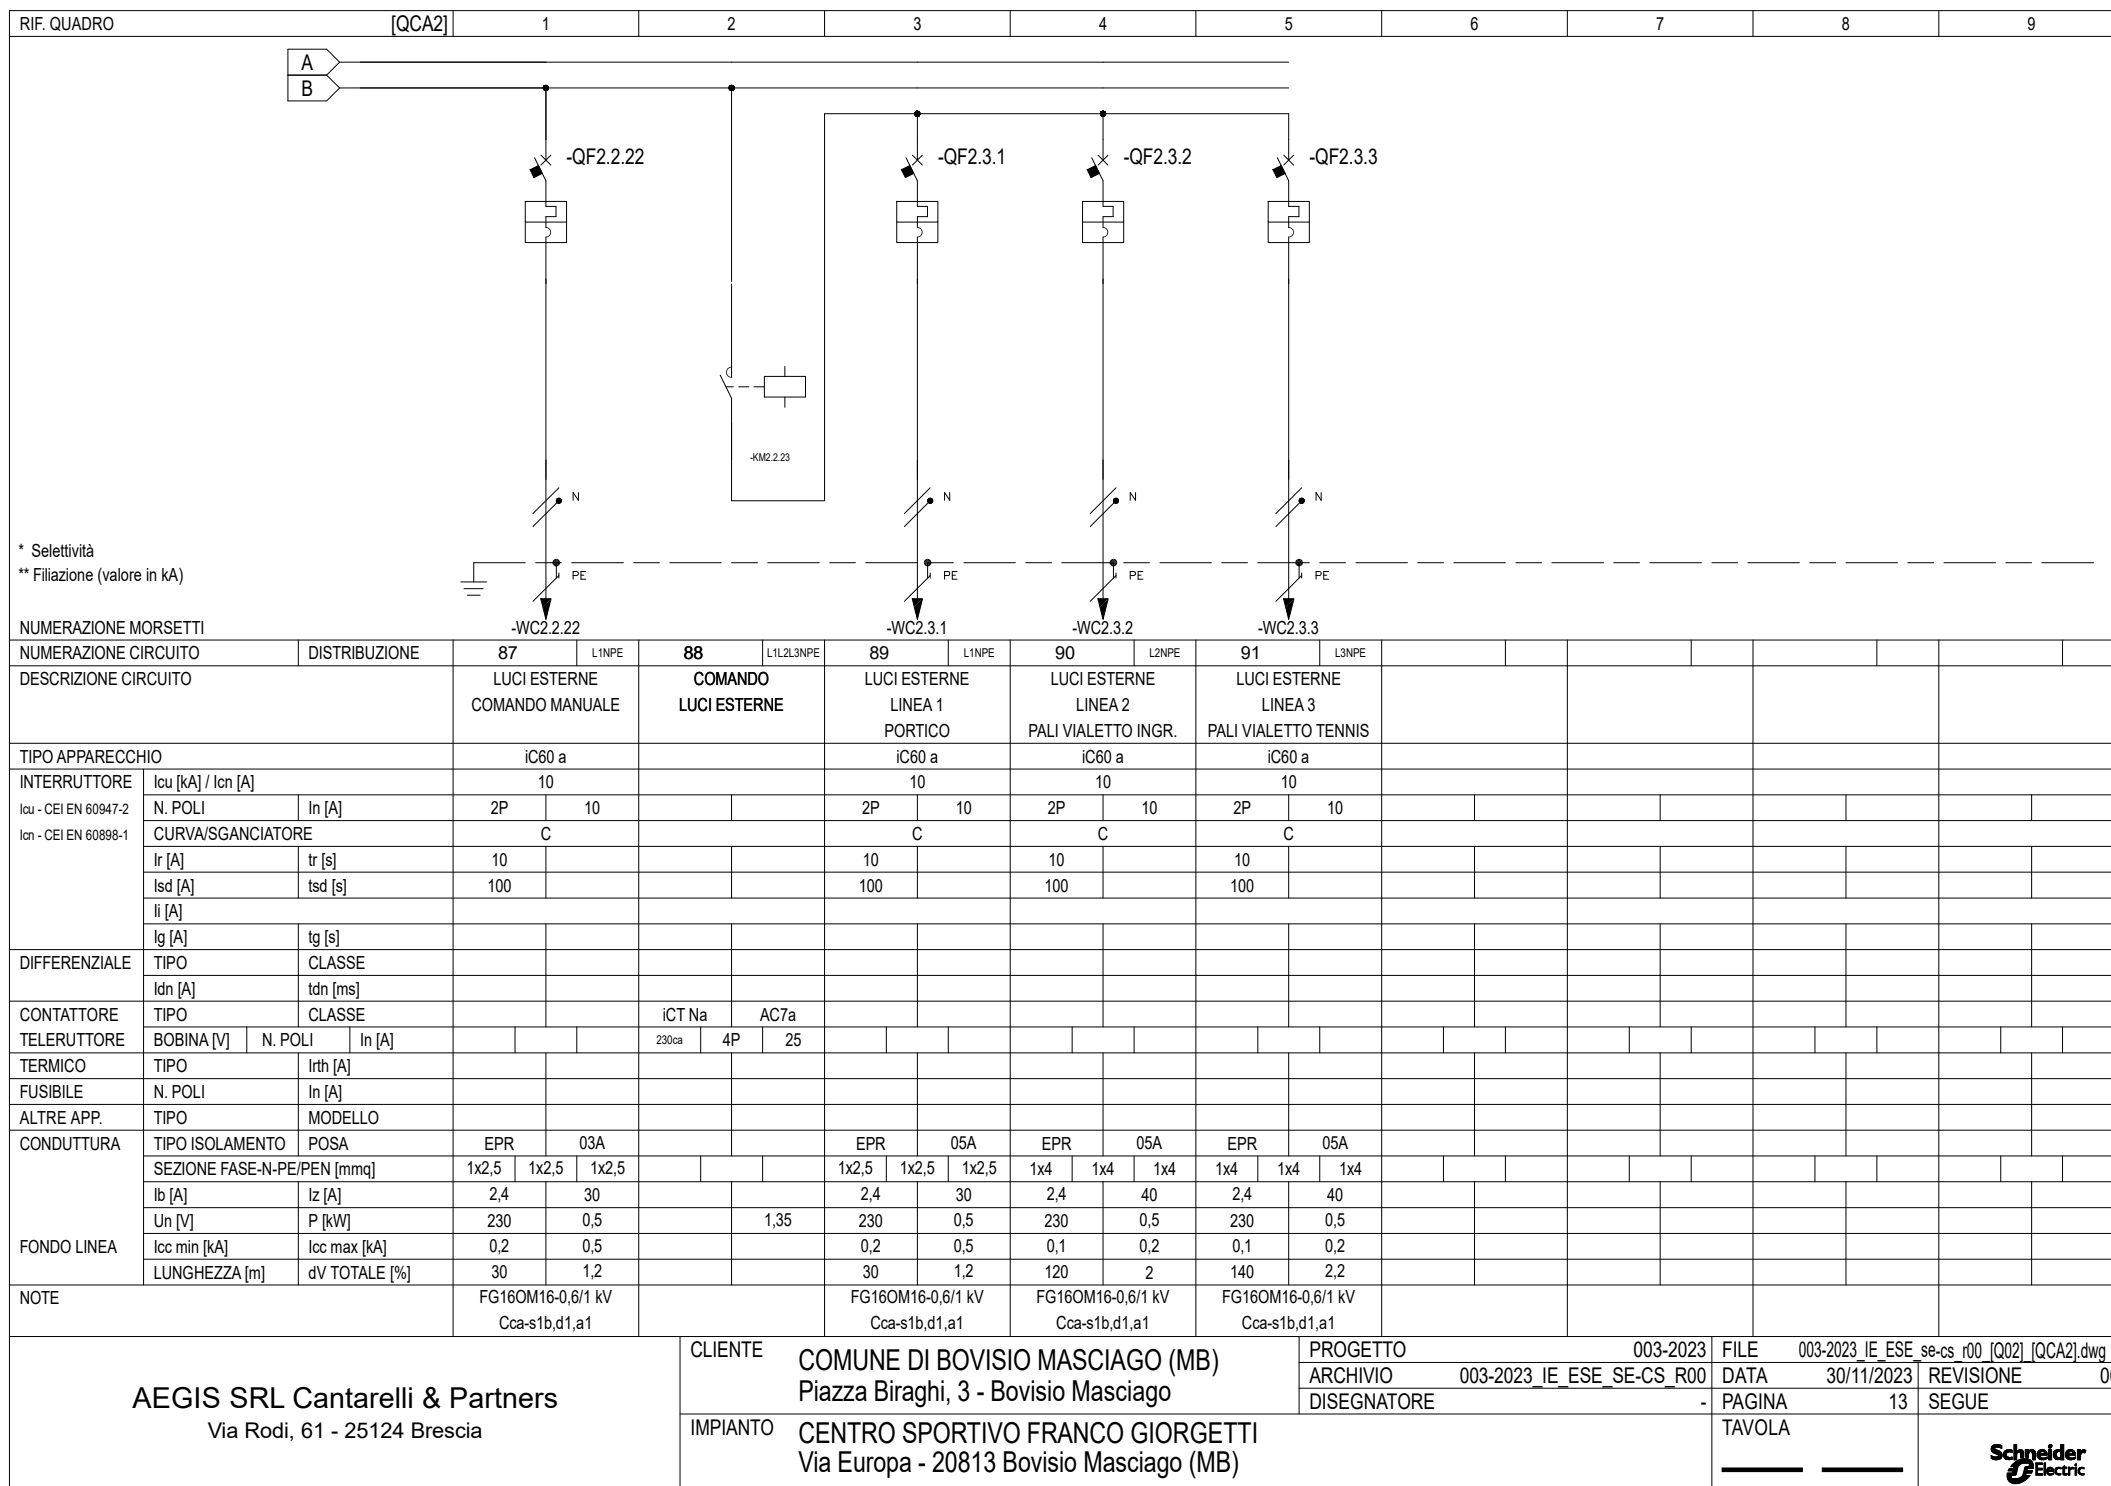 RIF. QUADRO [QCA2] 1 2 3 4 5 6 7 8 9
A
B
-QF2.2.22 -QF2.3.1 -QF2.3.2 -QF2.3.3
-KM2.2.23
N N N N
* Selettività
** Filiazione (valore in kA)
PE PE PE PE
NUMERAZIONE MORSETTI -WC2.2.22 -WC2.3.1 -WC2.3.2 -WC2.3.3
NUMERAZIONE CIRCUITO DISTRIBUZIONE 87 L1NPE 88 L1L2L3NPE 89 L1NPE 90 L2NPE 91 L3NPE
DESCRIZIONE CIRCUITO LUCI ESTERNE COMANDO LUCI ESTERNE LUCI ESTERNE LUCI ESTERNE
COMANDO MANUALE LUCI ESTERNE LINEA 1 LINEA 2 LINEA 3
PORTICO PALI VIALETTO INGR. PALI VIALETTO TENNIS
TIPO APPARECCHIO iC60 a iC60 a iC60 a iC60 a
INTERRUTTORE Icu [kA] / Icn [A] 10 10 10 10
Icu - CEI EN 60947-2 N. POLI In [A] 2P 10 2P 10 2P 10 2P 10
Icn - CEI EN 60898-1 CURVA/SGANCIATORE C C C C
Ir [A] tr [s] 10 10 10 10
Isd [A] tsd [s] 100 100 100 100
Ii [A]
Ig [A] tg [s]
DIFFERENZIALE TIPO CLASSE
Idn [A] tdn [ms]
CONTATTORE TIPO CLASSE iCT Na AC7a
TELERUTTORE BOBINA [V] N. POLI In [A] 230ca 4P 25
TERMICO TIPO Irth [A]
FUSIBILE N. POLI In [A]
ALTRE APP. TIPO MODELLO
CONDUTTURA TIPO ISOLAMENTO POSA EPR 03A EPR 05A EPR 05A EPR 05A
SEZIONE FASE-N-PE/PEN [mmq] 1x2,5 1x2,5 1x2,5 1x2,5 1x2,5 1x2,5 1x4 1x4 1x4 1x4 1x4 1x4
Ib [A] Iz [A] 2,4 30 2,4 30 2,4 40 2,4 40
Un [V] P [kW] 230 0,5 1,35 230 0,5 230 0,5 230 0,5
FONDO LINEA Icc min [kA] Icc max [kA] 0,2 0,5 0,2 0,5 0,1 0,2 0,1 0,2
LUNGHEZZA [m] dV TOTALE [%] 30 1,2 30 1,2 120 2 140 2,2
NOTE FG16OM16-0,6/1 kV FG16OM16-0,6/1 kV FG16OM16-0,6/1 kV FG16OM16-0,6/1 kV
Cca-s1b,d1,a1 Cca-s1b,d1,a1 Cca-s1b,d1,a1 Cca-s1b,d1,a1
AEGIS SRL Cantarelli & Partners
Via Rodi, 61 - 25124 Brescia
CLIENTE COMUNE DI BOVISIO MASCIAGO (MB)
Piazza Biraghi, 3 - Bovisio Masciago
IMPIANTO CENTRO SPORTIVO FRANCO GIORGETTI
Via Europa - 20813 Bovisio Masciago (MB)
PROGETTO 003-2023 FILE 003-2023_IE_ESE_se-cs_r00_[Q02]_[QCA2].dwg
ARCHIVIO 003-2023_IE_ESE_SE-CS_R00 DATA 30/11/2023 REVISIONE
DISEGNATORE - PAGINA 13 SEGUE
TAVOLA
Schneider
Electric